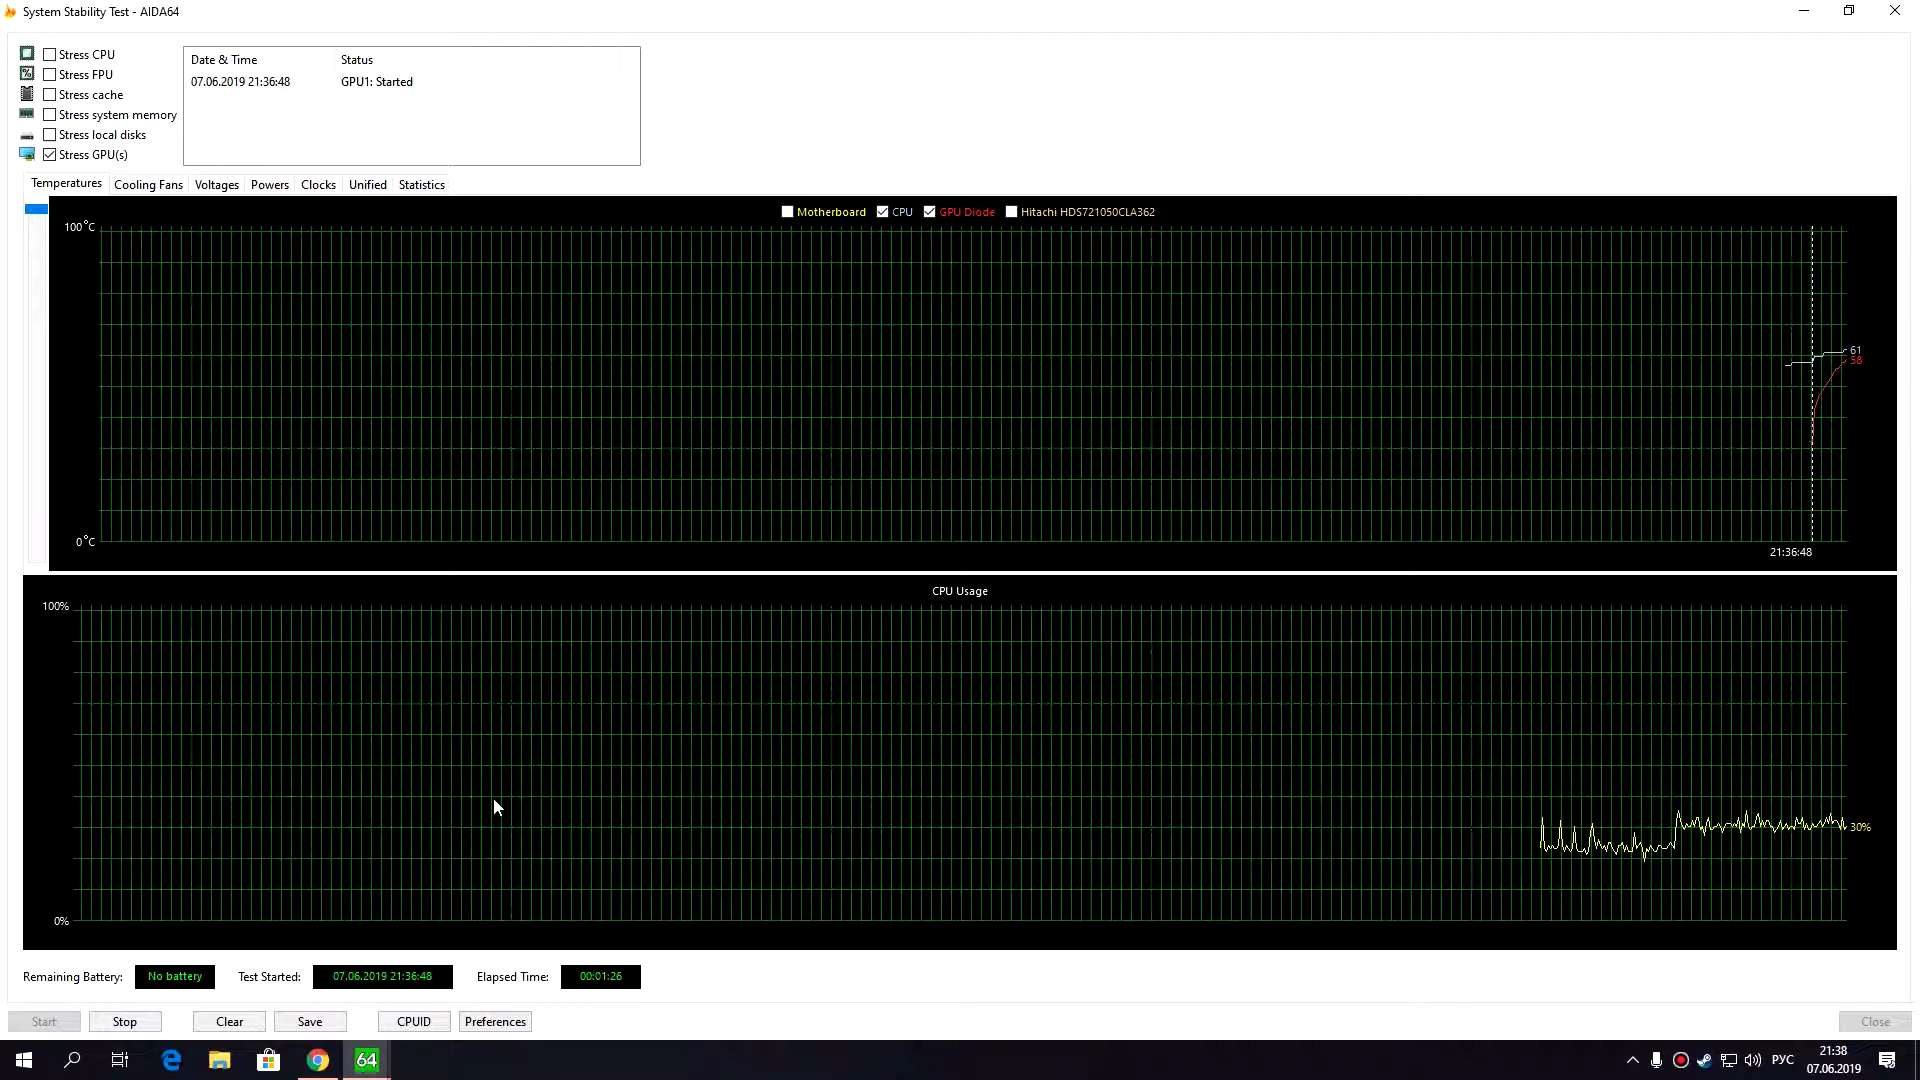 System Stability Test - AIDA64
Stress CPU
Stress FPU
Stress cache
Stress system memory
Stress local disks
Stress GPU(s)
Date & Time Status
07.06.2019 21:36:48 GPU1: Started
Temperatures Cooling Fans Voltages Powers Clocks Unified Statistics
Motherboard CPU GPU Diode Hitachi HDS721050CLA362
100°C
61
58
0°C
21:36:48
CPU Usage
100%
30%
0%
Remaining Battery: No battery Test Started: 07.06.2019 21:36:48 Elapsed Time: 00:01:26
Start Stop Clear Save CPUID Preferences Close
64
РУС
21:38
07.06.2019